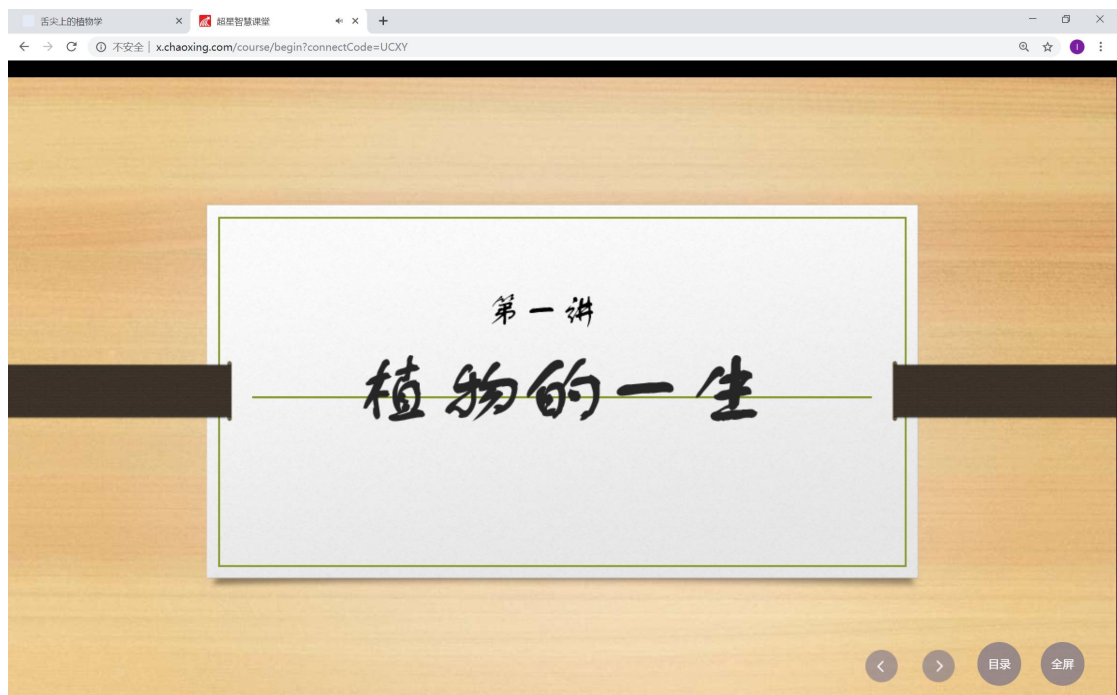 舌尖上的植物学
超星智慧课堂
不安全 | x.chaoxing.com/course/begin?connectCode=UCXY
I
第一讲
植物的一生
目录
全屏